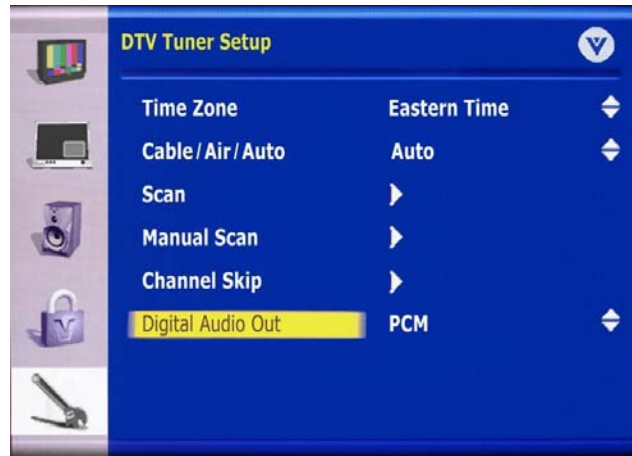 DTV Tuner Setup
V
Time Zone Eastern Time
Cable/Air/Auto Auto
Scan
Manual Scan
Channel Skip
Digital Audio Out PCM
V